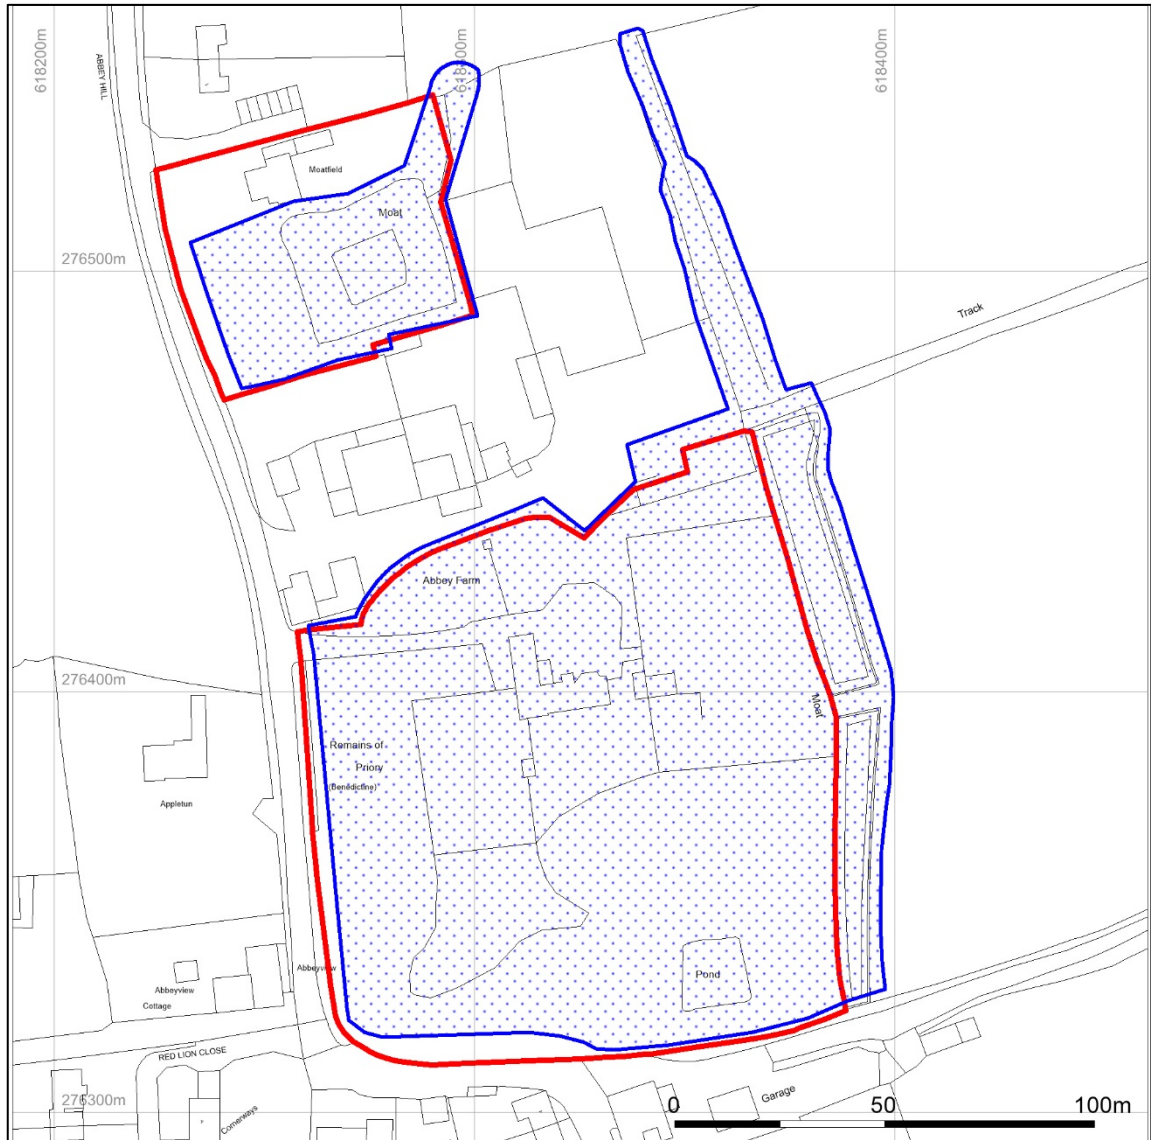 618200m
618300m
618400m
ABBEY HILL
Moatfield
Moat
276500m
Track
Abbey Farm
276400m
Moat
Remains of
Priory
(Benedictine)
Appletun
Abbeyview
Abbeyview
Cottage
Pond
RED LION CLOSE
276300m
Cornerways
Garage
0 50 100m